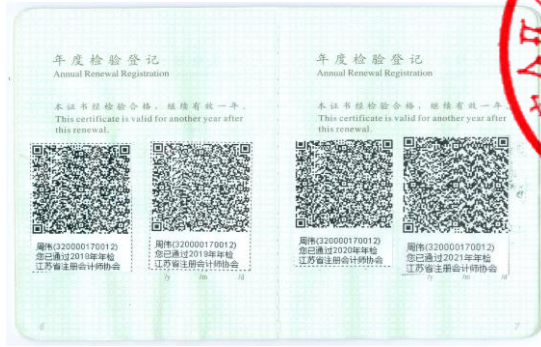 年度检验登记
Annual Renewal Registration
本证书经检验合格，继续有效一年。
This certificate is valid for another year after
this renewal.
周伟(320000170012)
您已通过2018年年检
江苏省注册会计师协会
周伟(320000170012)
您已通过2019年年检
江苏省注册会计师协会
/y
/m
/d
6
年度检验登记
Annual Renewal Registration
本证书经检验合格，继续有效一年。
This certificate is valid for another year after
this renewal.
周伟(320000170012)
您已通过2020年年检
江苏省注册会计师协会
周伟(320000170012)
您已通过2021年年检
江苏省注册会计师协会
/y
/m
/d
7